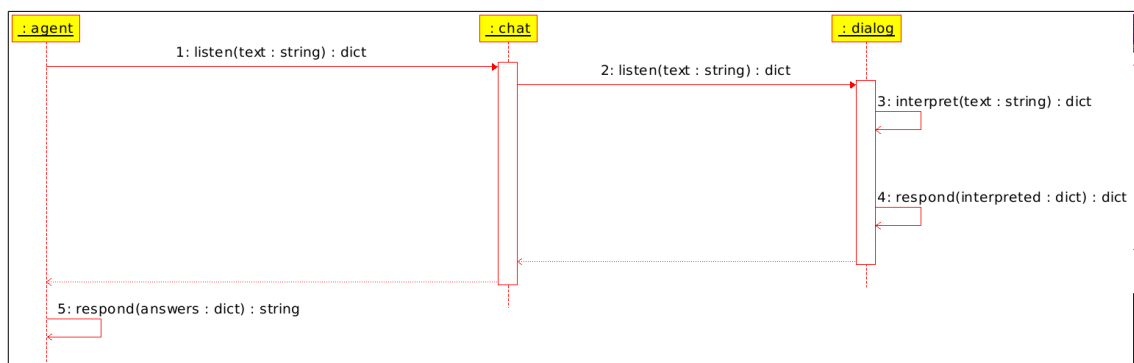 : agent
: chat
: dialog
1: listen(text : string) : dict
2: listen(text : string) : dict
3: interpret(text : string) : dict
4: respond(interpreted : dict) : dict
5: respond(answers : dict) : string